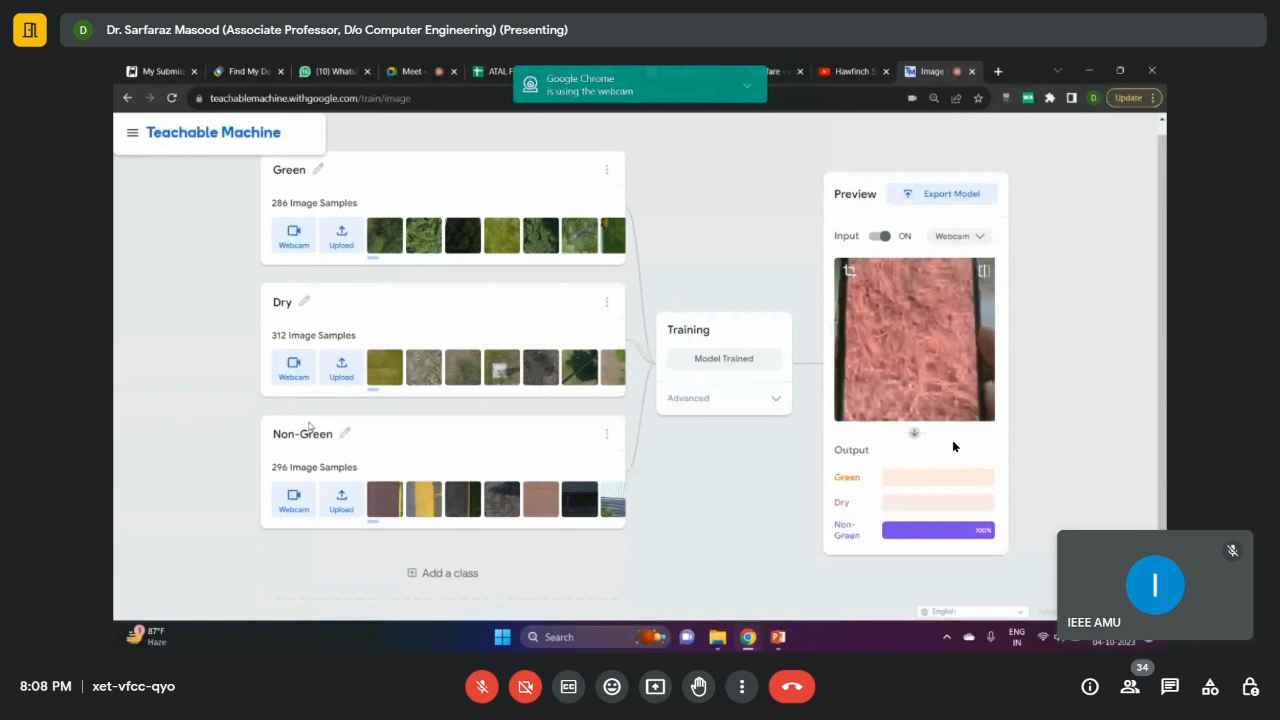 D Dr. Sarfaraz Masood (Associate Professor, D/o Computer Engineering) (Presenting)
My Submis
Find My De
(10) Whats
Meet -
ATAL F
are -
Hawfinch S
Image
Google Chrome
is using the webcam
teachablemachine.withgoogle.com/train/image
D
Update
Teachable Machine
Green
286 Image Samples
Webcam
Upload
Dry
312 Image Samples
Webcam
Upload
Non-Green
296 Image Samples
Webcam
Upload
Add a class
Training
Model Trained
Advanced
Preview
Export Model
Input
ON
Webcam
Output
Green
Dry
Non-
Green
100%
English
I
IEEE AMU
87°F
Haze
Search
ENG
IN
04-10-2023
34
8:08 PM | xet-vfcc-qyo